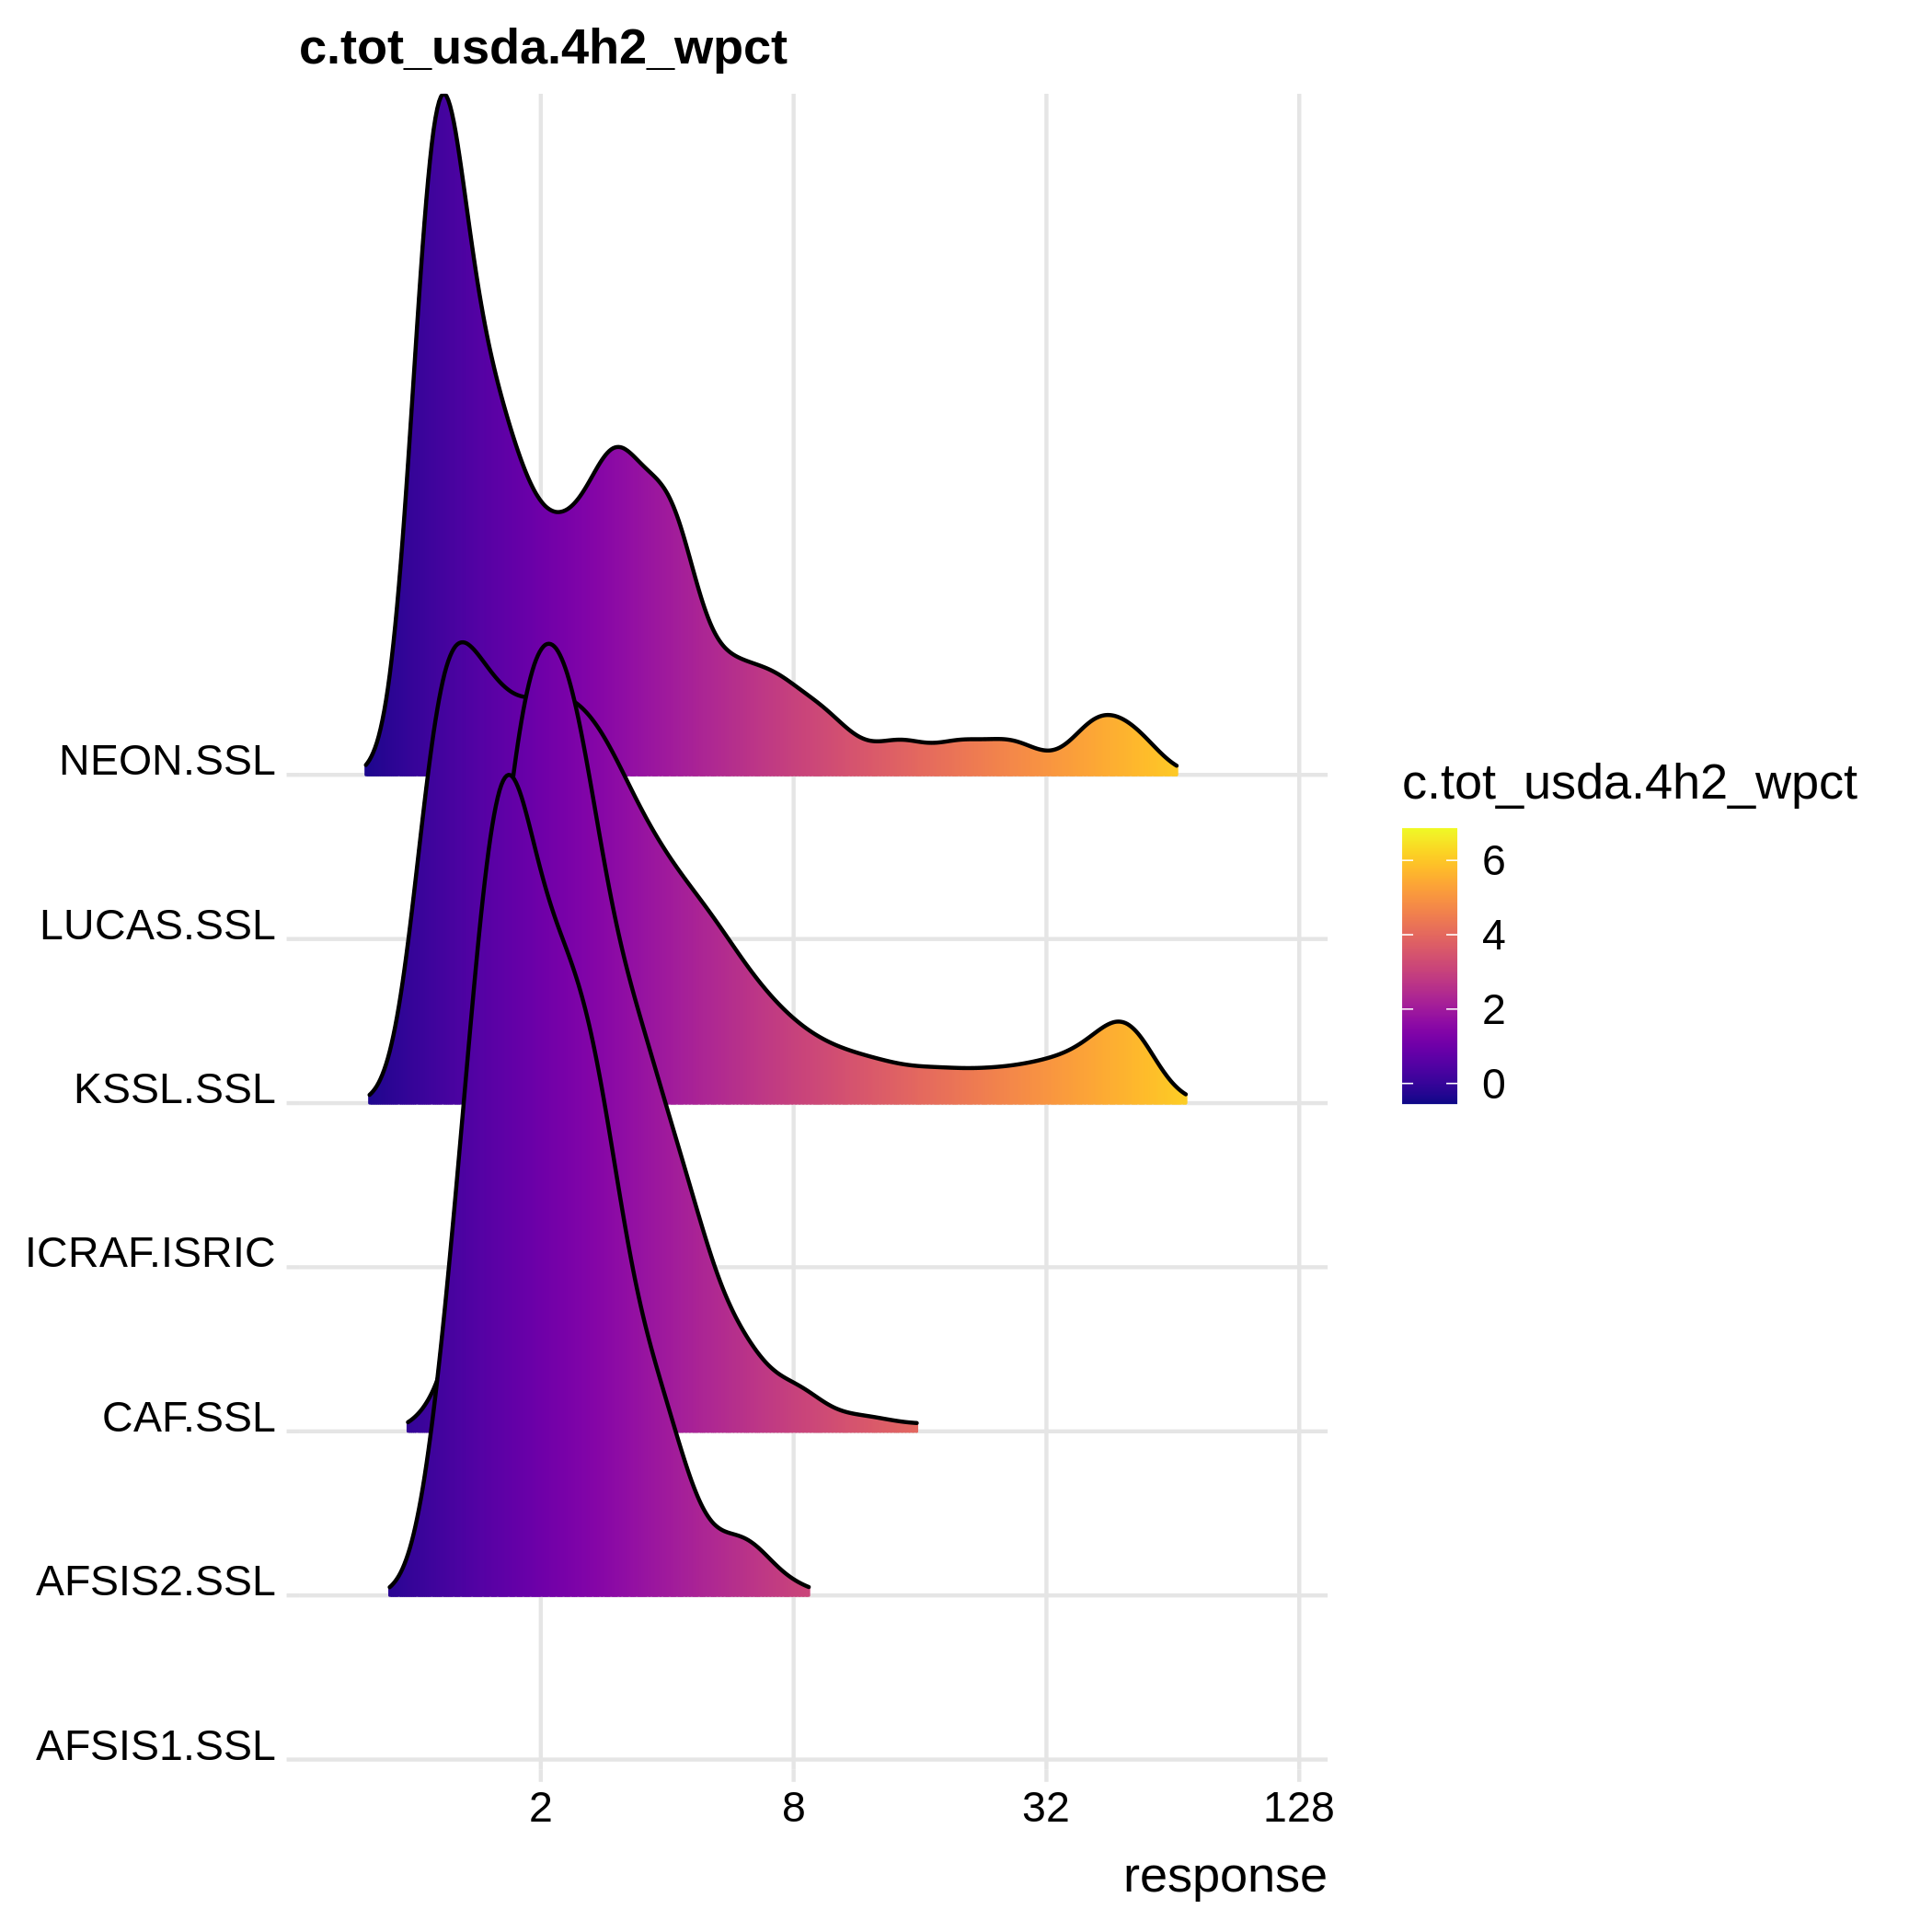 c.tot_usda.4h2_wpct
NEON.SSL
LUCAS.SSL
KSSL.SSL
ICRAF.ISRIC
CAF.SSL
AFSIS2.SSL
AFSIS1.SSL
2 8 32 128
response
c.tot_usda.4h2_wpct
6
4
2
0